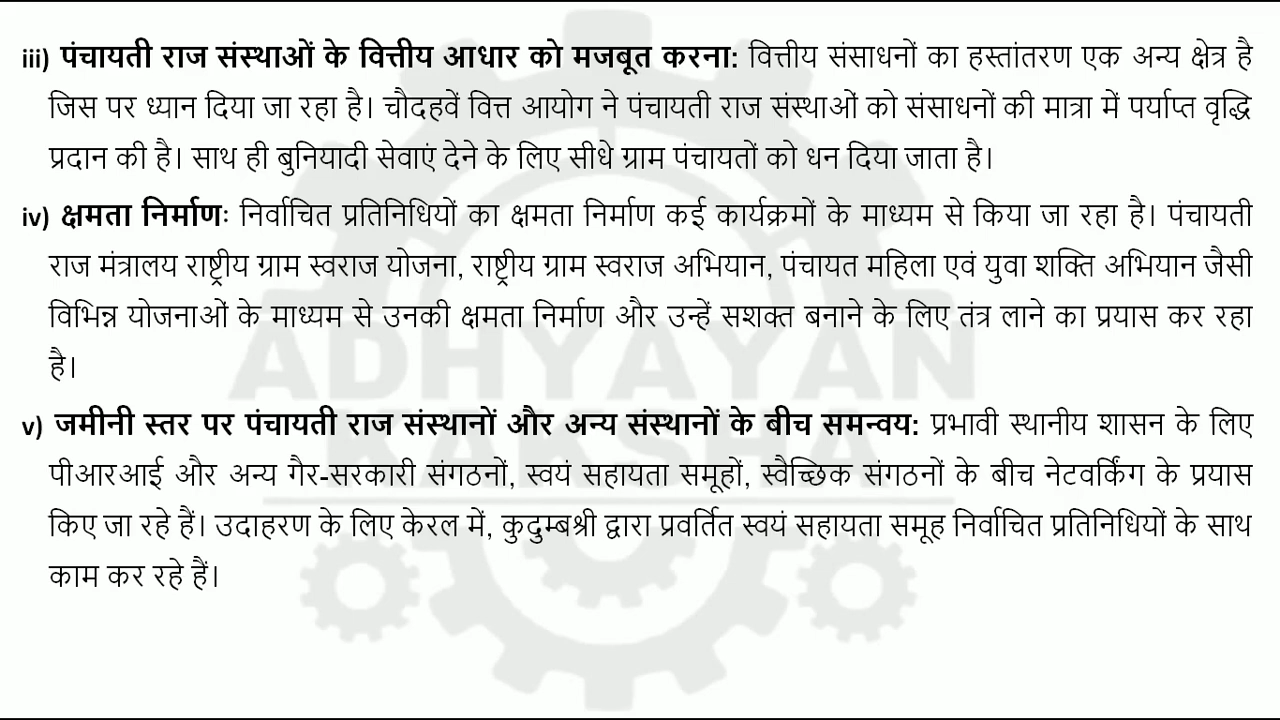 iii) पंचायती राज संस्थाओं के वित्तीय आधार को मजबूत करना: वित्तीय संसाधनों का हस्तांतरण एक अन्य क्षेत्र है
जिस पर ध्यान दिया जा रहा है। चौदहवें वित्त आयोग ने पंचायती राज संस्थाओं को संसाधनों की मात्रा में पर्याप्त वृद्धि
प्रदान की है। साथ ही बुनियादी सेवाएं देने के लिए सीधे ग्राम पंचायतों को धन दिया जाता है।
iv) क्षमता निर्माण: निर्वाचित प्रतिनिधियों का क्षमता निर्माण कई कार्यक्रमों के माध्यम से किया जा रहा है। पंचायती
राज मंत्रालय राष्ट्रीय ग्राम स्वराज योजना, राष्ट्रीय ग्राम स्वराज अभियान, पंचायत महिला एवं युवा शक्ति अभियान जैसी
विभिन्न योजनाओं के माध्यम से उनकी क्षमता निर्माण और उन्हें सशक्त बनाने के लिए तंत्र लाने का प्रयास कर रहा
है।
ADHYAYAN
KAKSHA
v) जमीनी स्तर पर पंचायती राज संस्थानों और अन्य संस्थानों के बीच समन्वय: प्रभावी स्थानीय शासन के लिए
पीआरआई और अन्य गैर-सरकारी संगठनों, स्वयं सहायता समूहों, स्वैच्छिक संगठनों के बीच नेटवर्किंग के प्रयास
किए जा रहे हैं। उदाहरण के लिए केरल में, कुदुम्बश्री द्वारा प्रवर्तित स्वयं सहायता समूह निर्वाचित प्रतिनिधियों के साथ
काम कर रहे हैं।